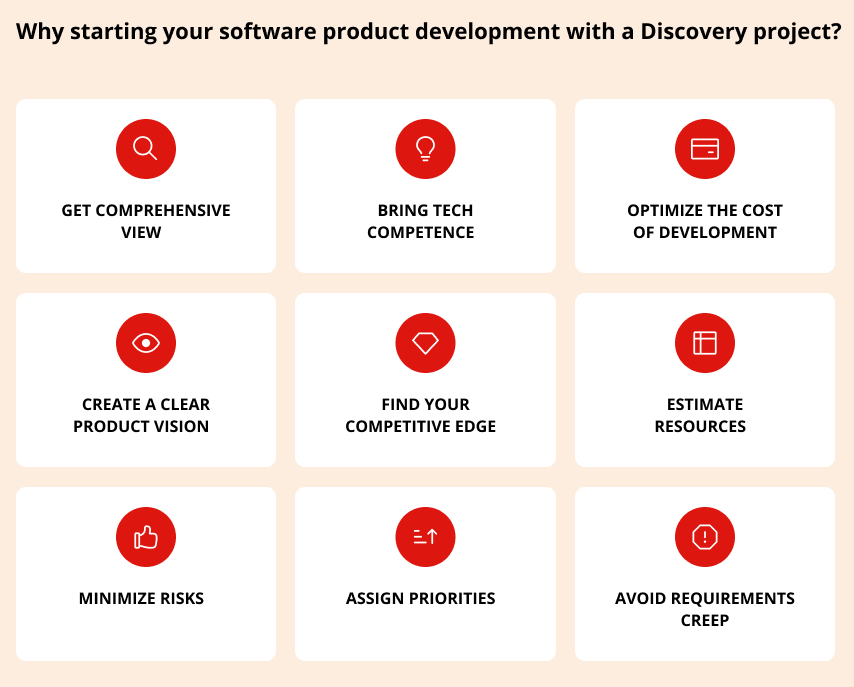 Why starting your software product development with a Discovery project?
GET COMPREHENSIVE
VIEW
BRING TECH
COMPETENCE
OPTIMIZE THE COST
OF DEVELOPMENT
CREATE A CLEAR
PRODUCT VISION
FIND YOUR
COMPETITIVE EDGE
ESTIMATE
RESOURCES
MINIMIZE RISKS
ASSIGN PRIORITIES
AVOID REQUIREMENTS
CREEP